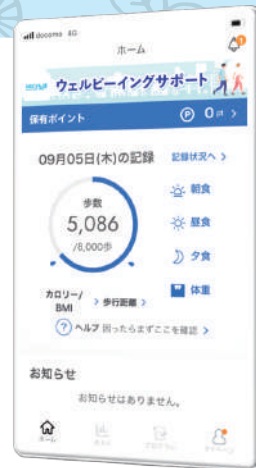 docomo 4G
ホーム
ウェルビーイングサポート
保有ポイント P 0 pt >
09月05日(木)の記録 記録状況へ >
歩数
5,086
/8,000歩
朝食
昼食
夕食
体重
カロリー/BMI > 歩行距離 >
? ヘルプ 困ったらまずここを確認 >
お知らせ
お知らせはありません。
ホーム